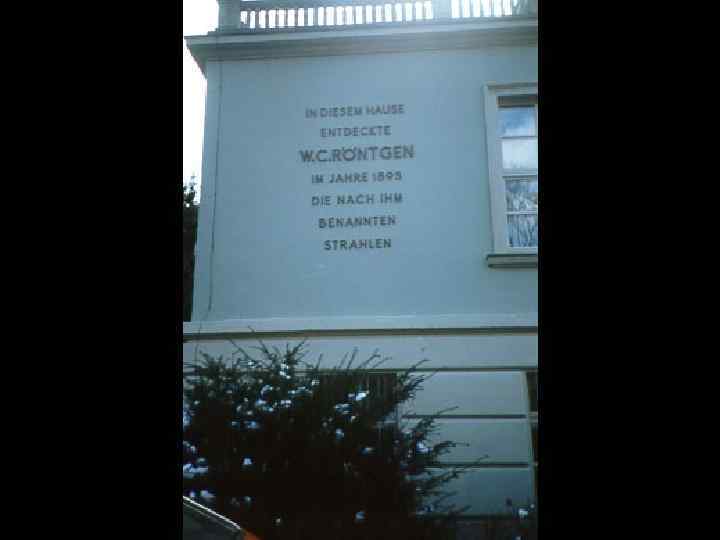 IN DIESEM HAUSE
ENTDECKTE
W.C.RÖNTGEN
IM JAHRE 1895
DIE NACH IHM
BENANNTEN
STRAHLEN